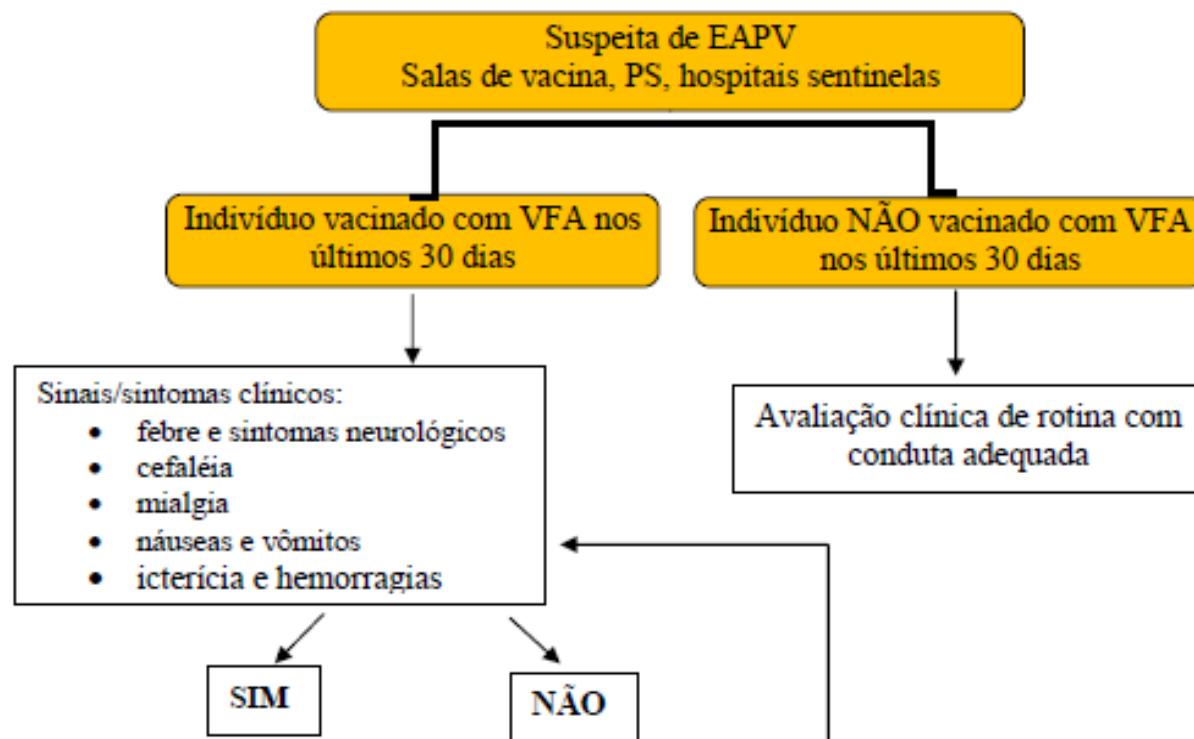 Suspeita de EAPV
Salas de vacina, PS, hospitais sentinelas
Indivíduo vacinado com VFA nos
últimos 30 dias
Indivíduo NÃO vacinado com VFA
nos últimos 30 dias
Sinais/sintomas clínicos:
• febre e sintomas neurológicos
• cefaléia
• mialgia
• náuseas e vômitos
• icterícia e hemorragias
Avaliação clínica de rotina com
conduta adequada
SIM
NÃO